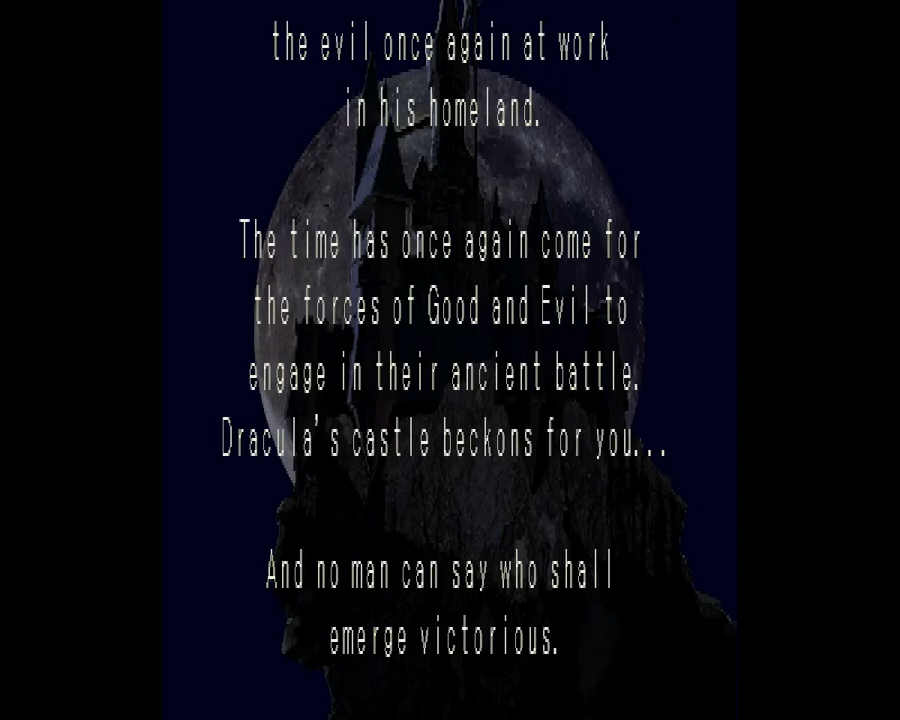 the evil once again at work
in his homeland.
The time has once again come for
the forces of Good and Evil to
engage in their ancient battle.
Dracula's castle beckons for you...
And no man can say who shall
emerge victorious.